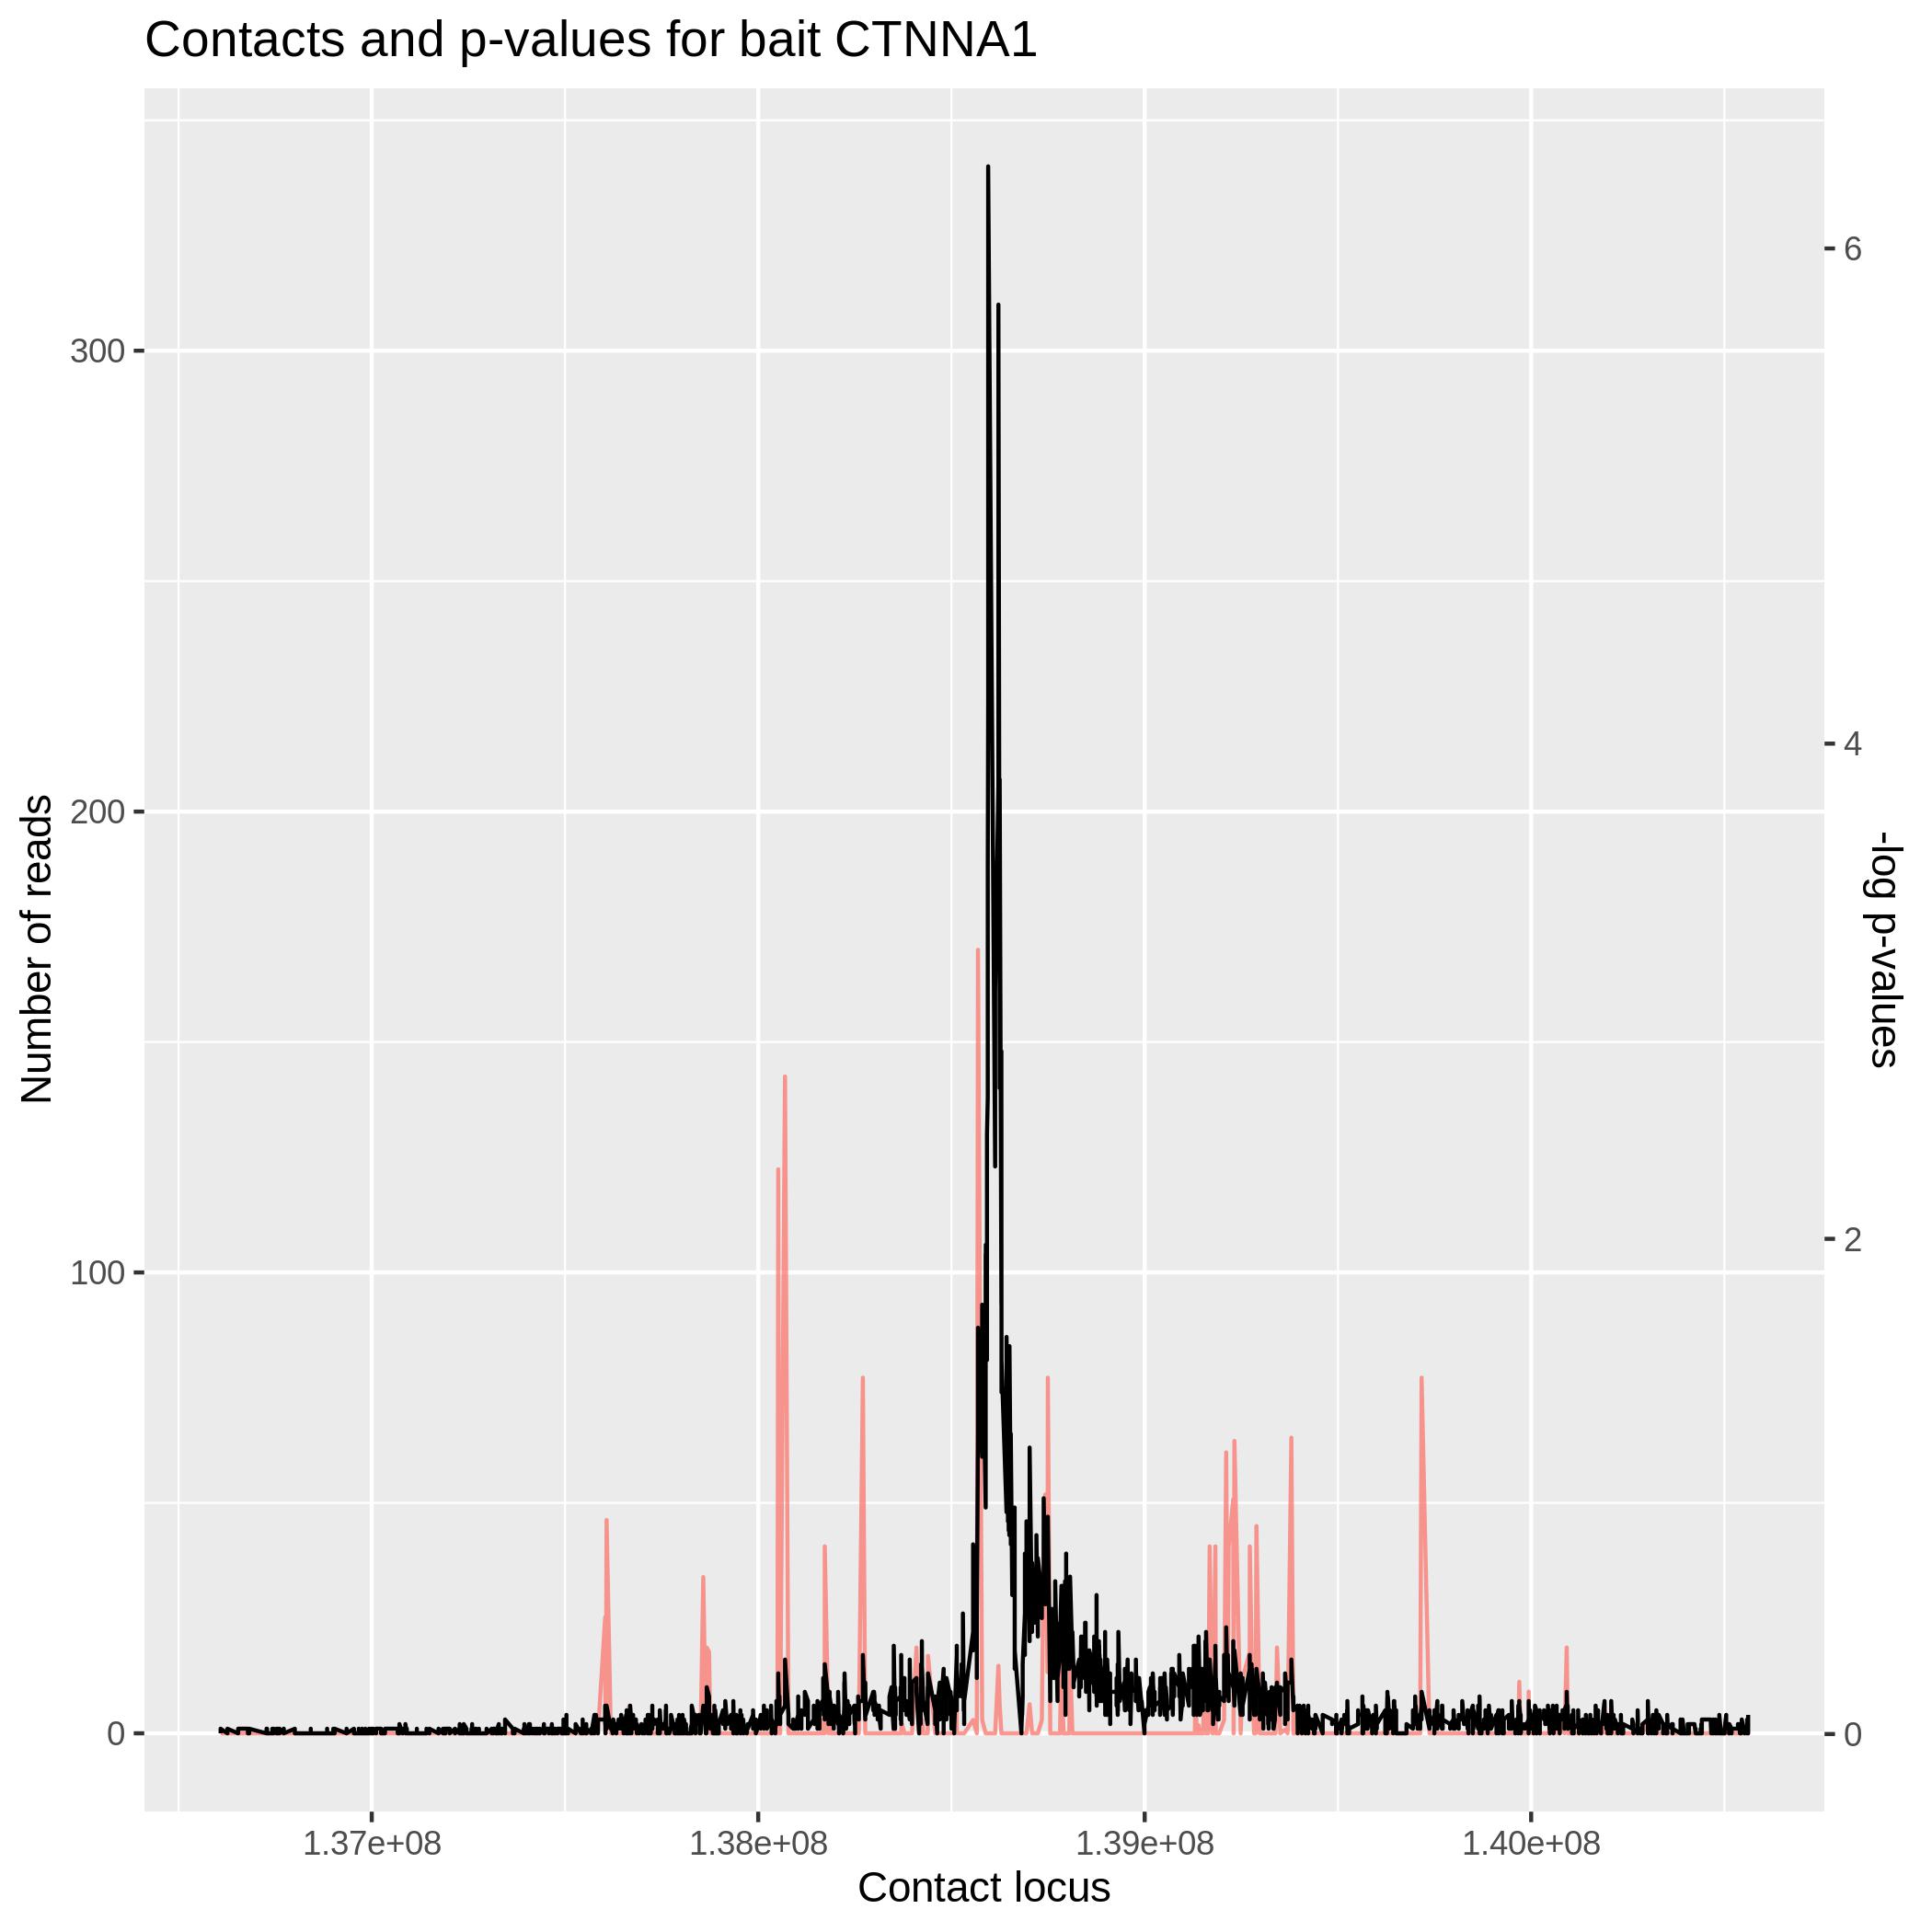 Contacts and p-values for bait CTNNA1
Number of reads
300
200
100
0
6
4
2
0
-log p-values
1.37e+08
1.38e+08
1.39e+08
1.40e+08
Contact locus